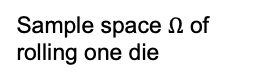 Sample space Ω of
rolling one die